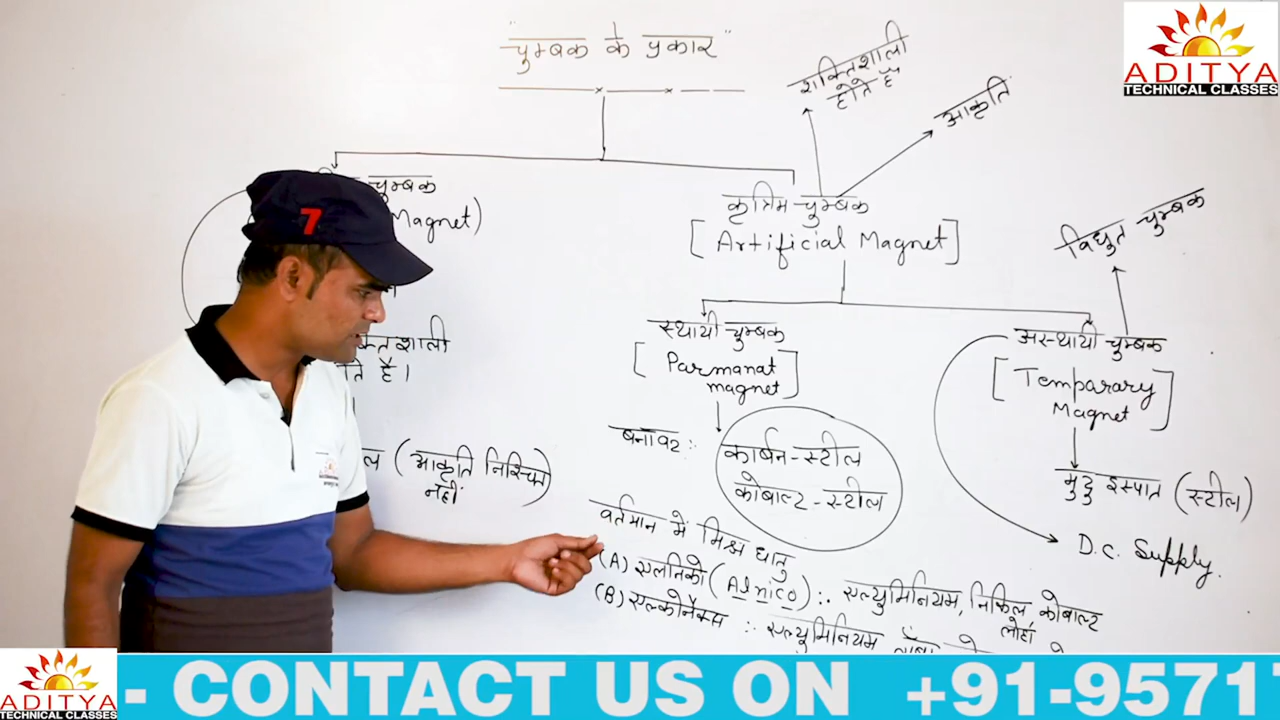 "चुम्बक के प्रकार"
शक्तिशाली
होते हैं
आकृति
चुम्बक
Magnet)
कृत्रिम चुम्बक
[Artificial Magnet]
विद्युत चुम्बक
स्थायी चुम्बक
[Parmanat
magnet]
अस्थायी चुम्बक
[Temparary
Magnet]
बनावट :-
कार्बन-स्टील
कोबाल्ट-स्टील
मृदु इस्पात (स्टील)
D.C. Supply.
(आकृति निश्चित
नहीं)
वर्तमान में मिश्र धातु
(A) एलनिको (Alnico) :- एल्युमिनियम, निकिल, कोबाल्ट
लोहा
(B) एल्कोमैक्स :- एल्युमिनियम
ADITYA
TECHNICAL CLASSES
ADITYA
TECHNICAL CLASSES
- CONTACT US ON +91-9571